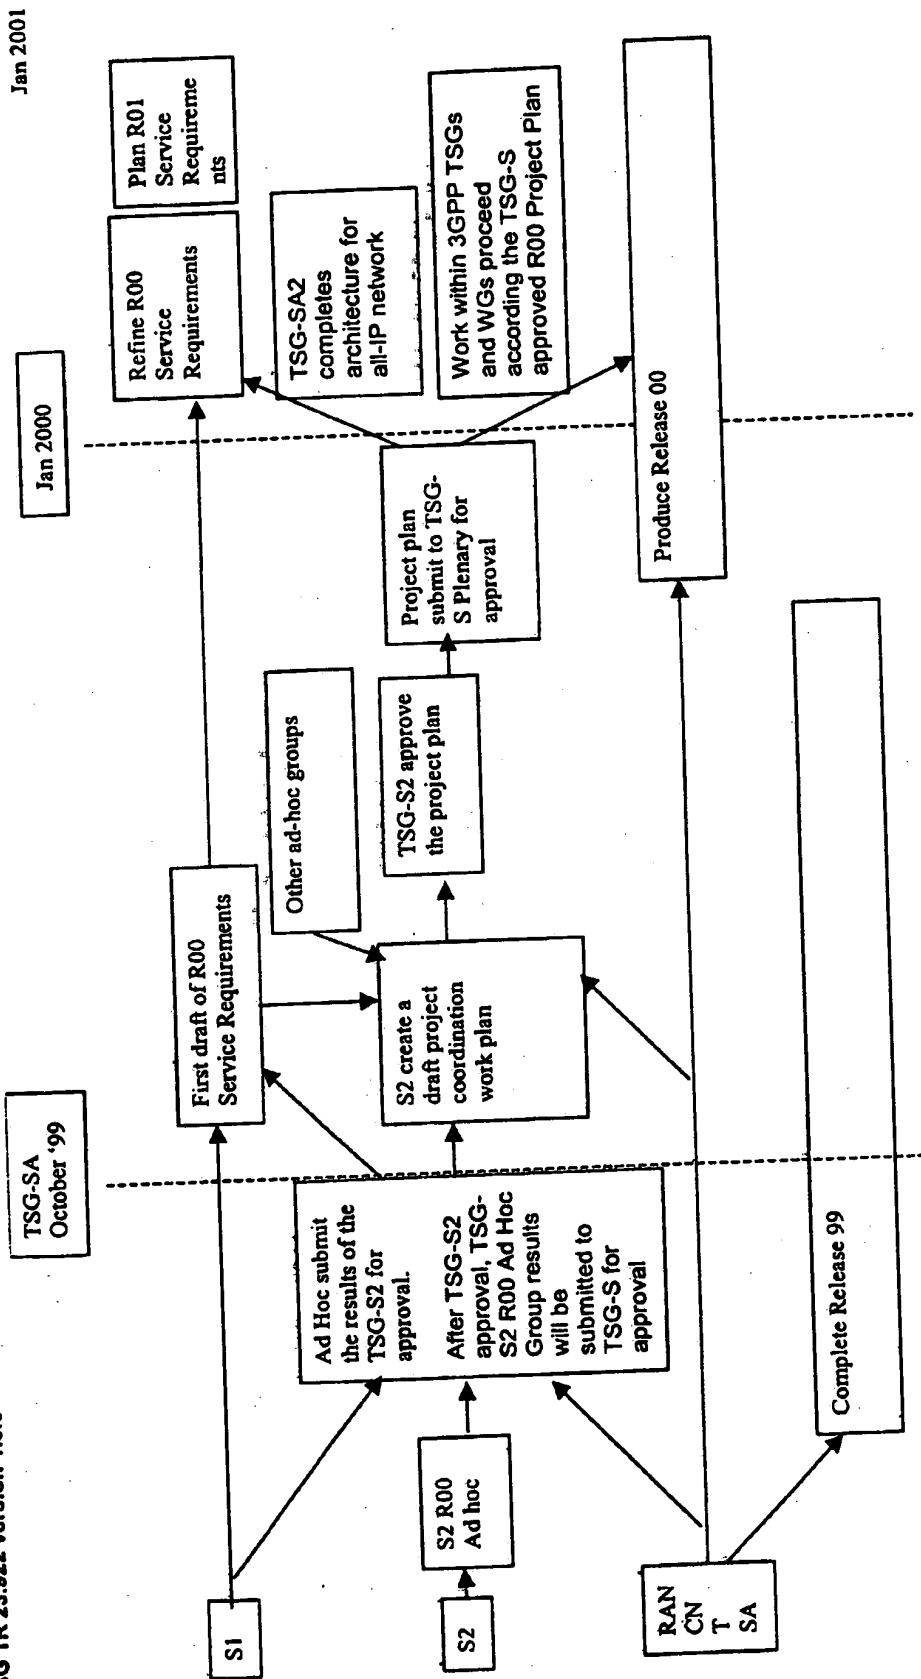 TR 23.922 version
TSG-SA
October ‘99
Jan 2000
Jan 2001
S1
First draft of R00
Service Requirements
Refine R00
Service
Requirements
Plan R01
Service
Requireme
nts
S2
S2 R00
Ad hoc
Ad Hoc submit
the results of the
TSG-S2 for
approval.
After TSG-S2
approval, TSG-
S2 R00 Ad Hoc
Group results
will be
submitted to
TSG-S for
approval
S2 create a
draft project
coordination
work plan
Other ad-hoc groups
TSG-S2 approve
the project plan
Project plan
submit to TSG-
S Plenary for
approval
TSG-SA2
completes
architecture for
all-IP network
Work within 3GPP TSGs
and WGs proceed
according the TSG-S
approved R00 Project Plan
RAN
CN
T
SA
Produce Release 00
Complete Release 99